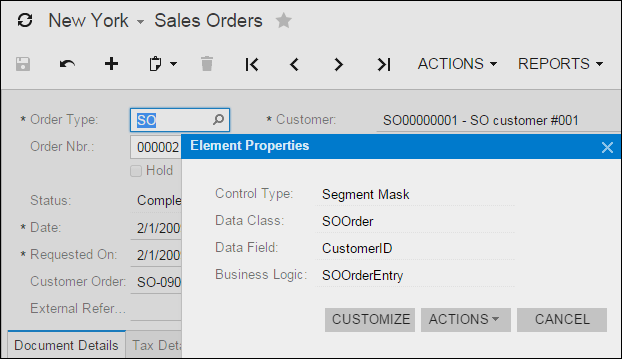 New York Sales Orders
ACTIONS REPORTS
* Order Type: SO * Customer: SO00000001 - SO customer #001
Order Nbr.: 000002
Element Properties
Hold
Control Type: Segment Mask
Status: Comple
Data Class: SOOrder
* Date: 2/1/200
Data Field: CustomerID
* Requested On: 2/1/200
Business Logic: SOOrderEntry
Customer Order: SO-090
External Refer...
CUSTOMIZE ACTIONS CANCEL
Document Details Tax Deta